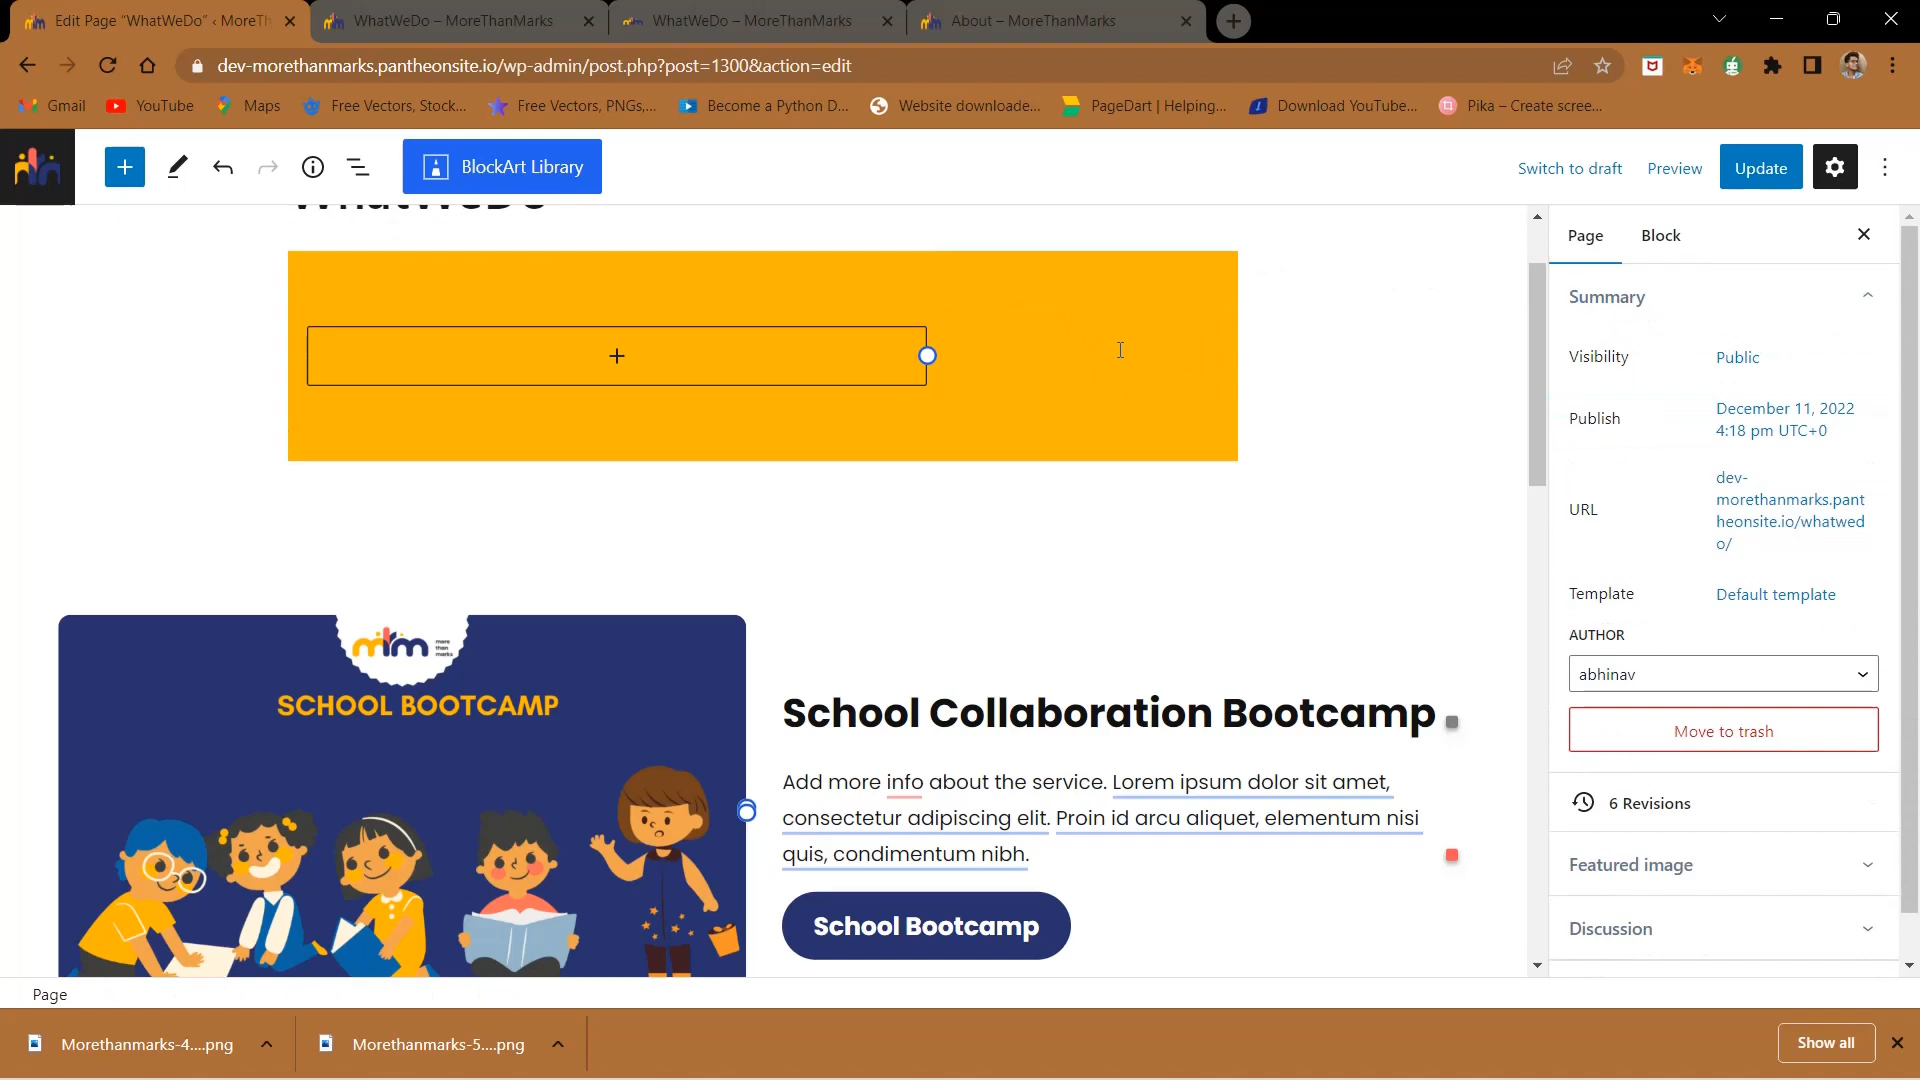 Edit Page "WhatWeDo" ‹ MoreTh
WhatWeDo – MoreThanMarks
WhatWeDo – MoreThanMarks
About – MoreThanMarks
dev-morethanmarks.pantheonsite.io/wp-admin/post.php?post=1300&action=edit
Gmail
YouTube
Maps
Free Vectors, Stock...
Free Vectors, PNGs,...
Become a Python D...
Website downloade...
PageDart | Helping...
Download YouTube...
Pika – Create scree...
BlockArt Library
Switch to draft
Preview
Update
WhatWeDo
Page
Block
Summary
Visibility
Public
Publish
December 11, 2022
4:18 pm UTC+0
URL
dev-
morethanmarks.pant
heonsite.io/whatwed
o/
Template
Default template
AUTHOR
abhinav
Move to trash
6 Revisions
Featured image
Discussion
mtm
more
than
marks
SCHOOL BOOTCAMP
School Collaboration Bootcamp
Add more info about the service. Lorem ipsum dolor sit amet,
consectetur adipiscing elit. Proin id arcu aliquet, elementum nisi
quis, condimentum nibh.
School Bootcamp
Page
Morethanmarks-4....png
Morethanmarks-5....png
Show all